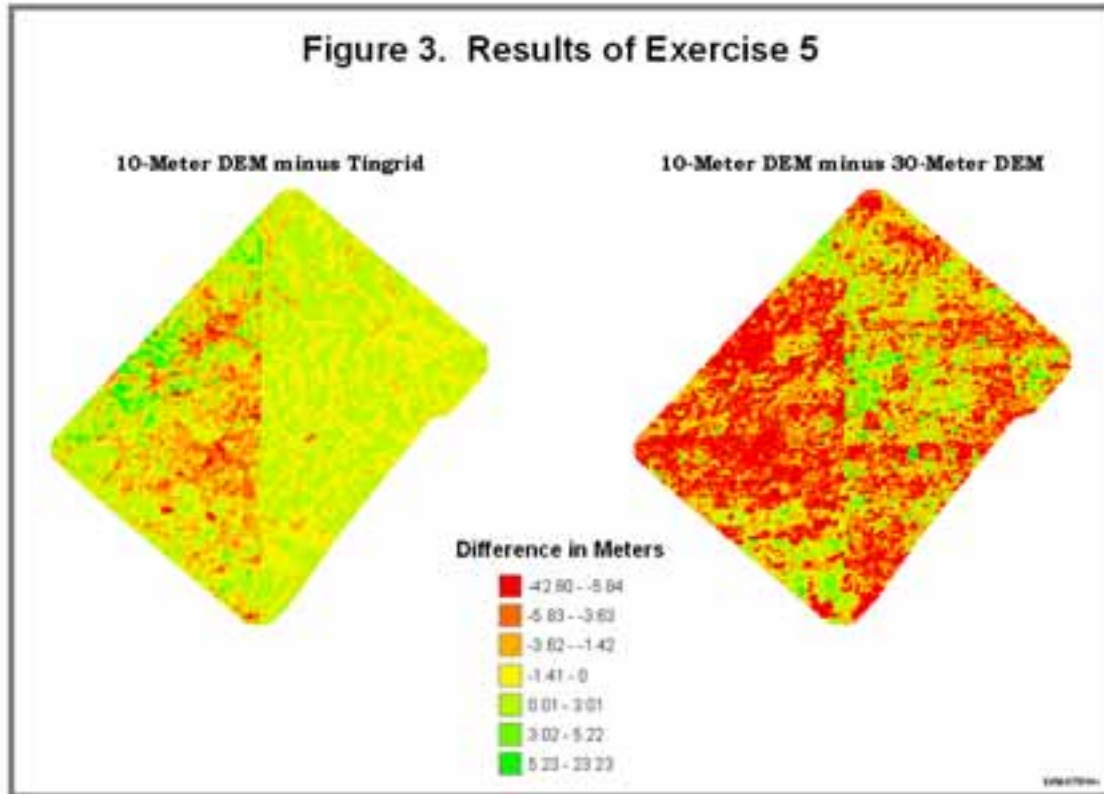 Figure 3. Results of Exercise 5
10-Meter DEM minus Tingrid
10-Meter DEM minus 30-Meter DEM
Difference in Meters
-42.80 - -5.84
-5.83 - -3.63
-3.62 - -1.42
-1.41 - 0
0.01 - 3.01
3.02 - 5.22
5.23 - 23.23